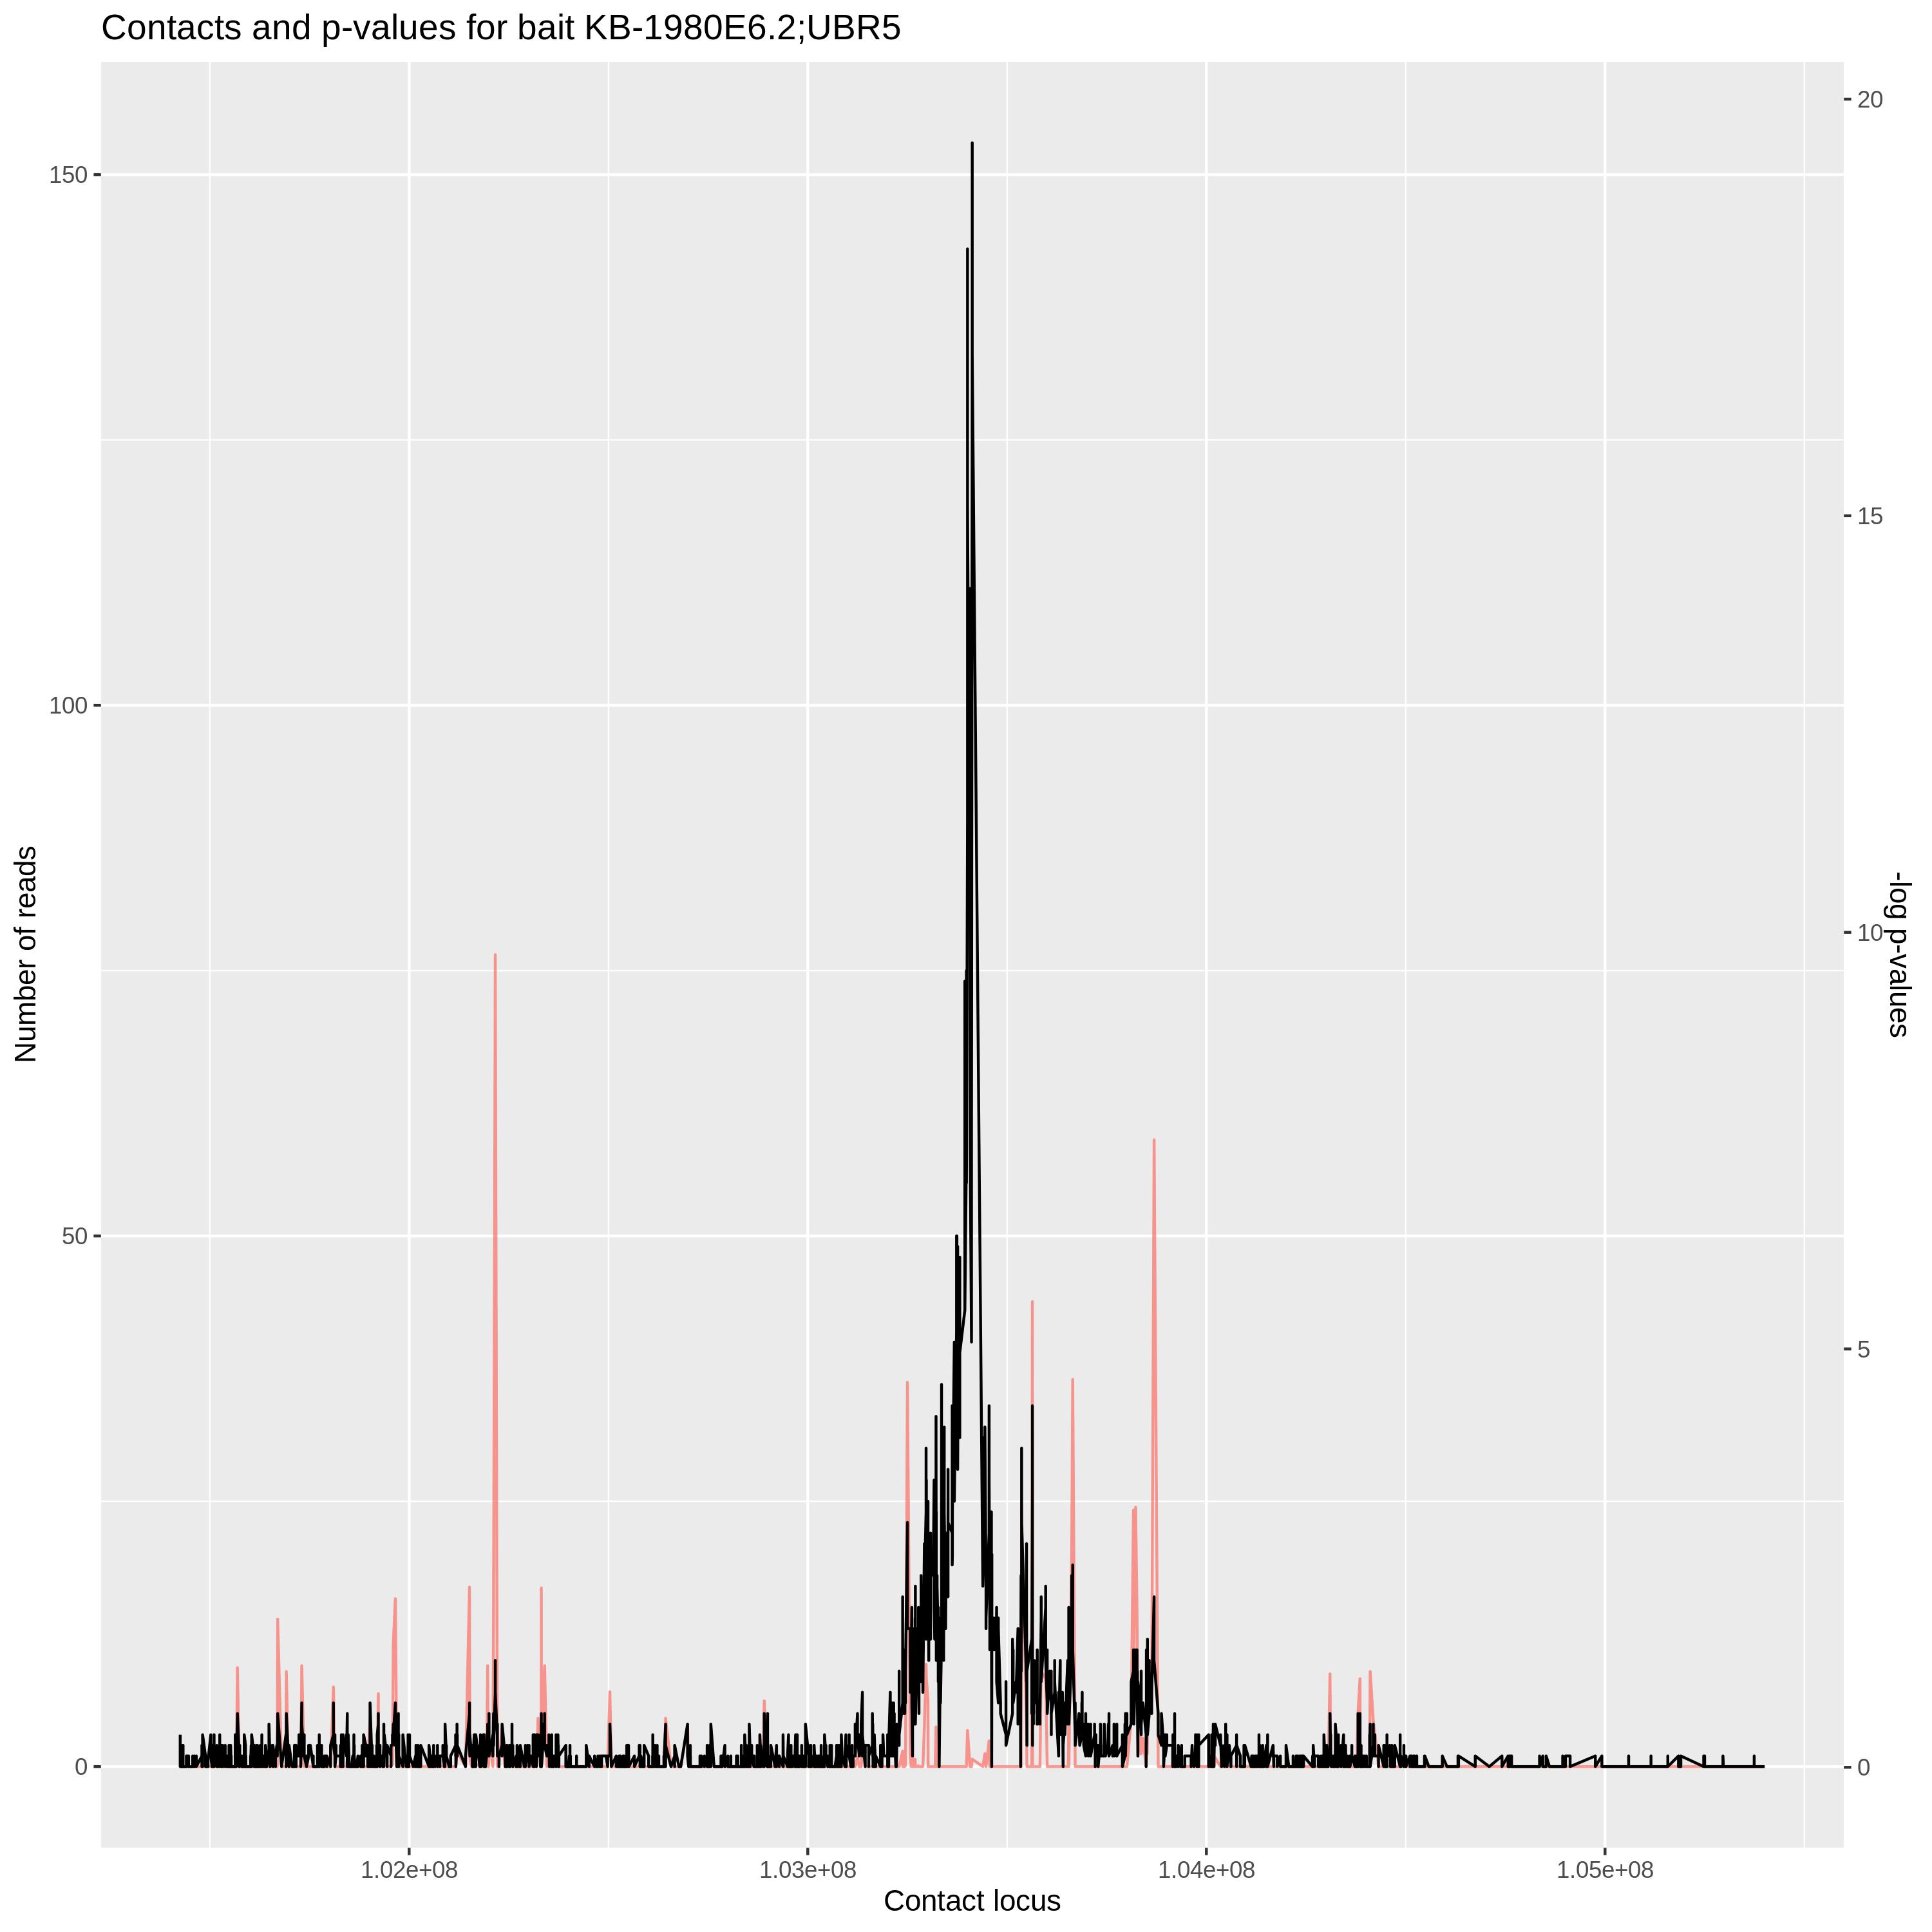 Contacts and p-values for bait KB-1980E6.2;UBR5
150
100
50
0
Number of reads
20
15
10
5
0
-log p-values
1.02e+08
1.03e+08
1.04e+08
1.05e+08
Contact locus